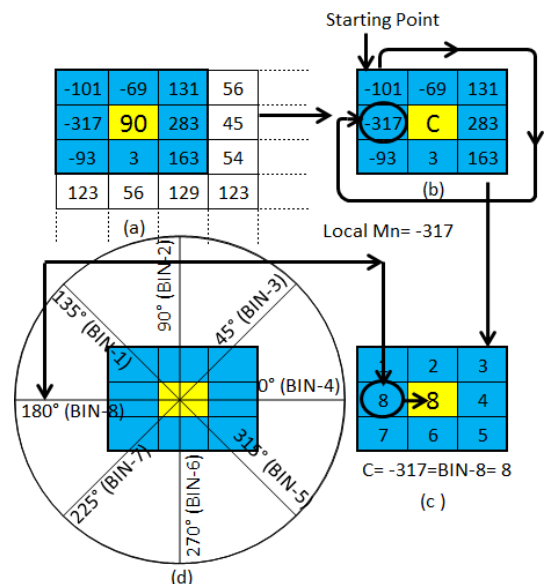 Starting Point
-101 -69 131 56
-317 90 283 45
-93 3 163 54
123 56 129 123
(a)
-101 -69 131
-317 C 283
-93 3 163
(b)
Local Mn= -317
2 3
8 8 4
7 6 5
C= -317=BIN-8= 8
(c )
135° (BIN-1)
90° (BIN-2)
45° (BIN-3)
0° (BIN-4)
180° (BIN-8)
225° (BIN-7)
270° (BIN-6)
315° (BIN-5)
(d)